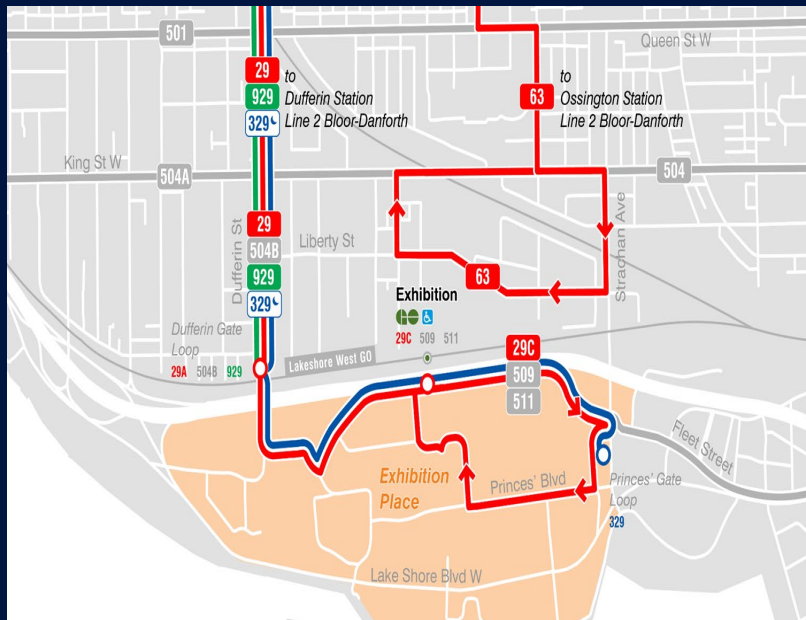 501
Queen St W
29
929
329
to
Dufferin Station
Line 2 Bloor-Danforth
63
to
Ossington Station
Line 2 Bloor-Danforth
King St W
504A
504
Dufferin St
29
504B
929
329
Liberty St
Strachan Ave
63
Exhibition
29C 509 511
Dufferin Gate
Loop
29A 504B 929
Lakeshore West GO
29C
509
511
Fleet Street
Exhibition
Place
Princes' Blvd
Princes' Gate
Loop
329
Lake Shore Blvd W